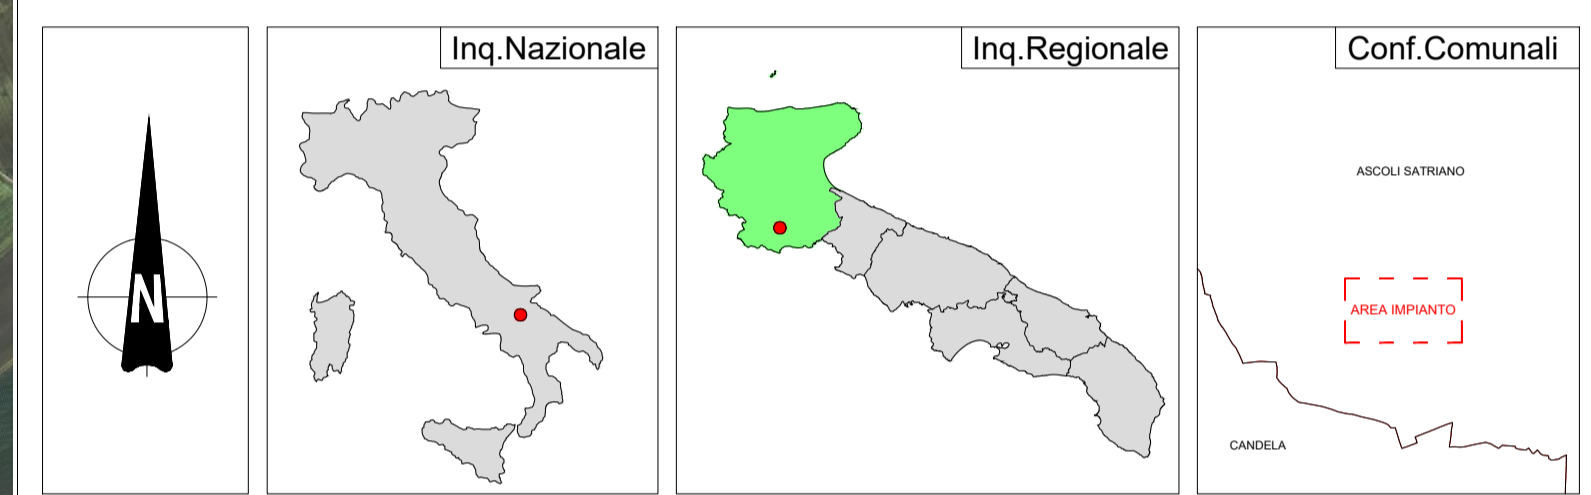 N
Inq.Nazionale
Inq.Regionale
Conf.Comunali
ASCOLI SATRIANO
AREA IMPIANTO
CANDELA